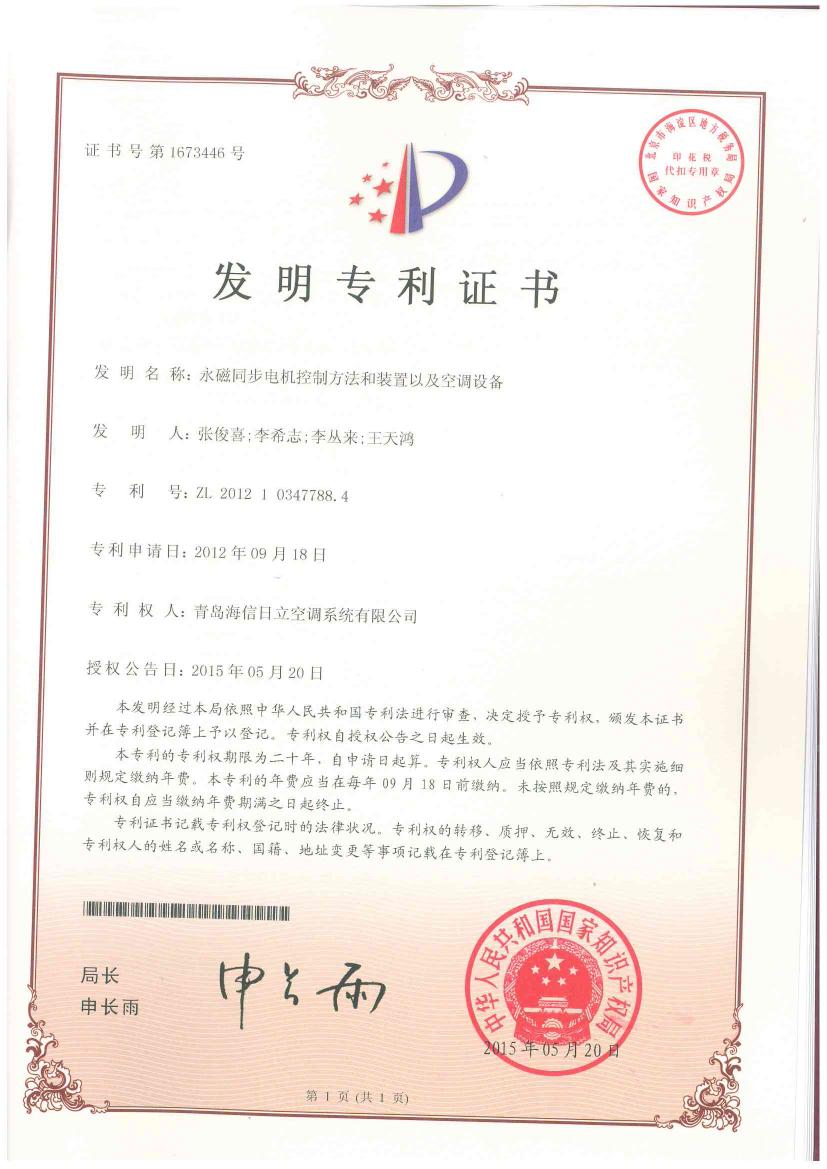 证书号第1673446号
北京市海淀区地方税务局
印花税
代扣专用章
国家知识产权局
发明专利证书
发明名称：永磁同步电机控制方法和装置以及空调设备
发明人：张俊喜;李希志;李丛来;王天鸿
专利号：ZL 2012 1 0347788.4
专利申请日：2012年09月18日
专利权人：青岛海信日立空调系统有限公司
授权公告日：2015年05月20日
本发明经过本局依照中华人民共和国专利法进行审查，决定授予专利权，颁发本证书
并在专利登记簿上予以登记。专利权自授权公告之日起生效。
本专利的专利权期限为二十年，自申请日起算。专利权人应当依照专利法及其实施细
则规定缴纳年费。本专利的年费应当在每年09月18日前缴纳。未按照规定缴纳年费的，
专利权自应当缴纳年费期满之日起终止。
专利证书记载专利权登记时的法律状况。专利权的转移、质押、无效、终止、恢复和
专利权人的姓名或名称、国籍、地址变更等事项记载在专利登记簿上。
局长
申长雨
申长雨
中华人民共和国国家知识产权局
2015年05月20日
第1页(共1页)